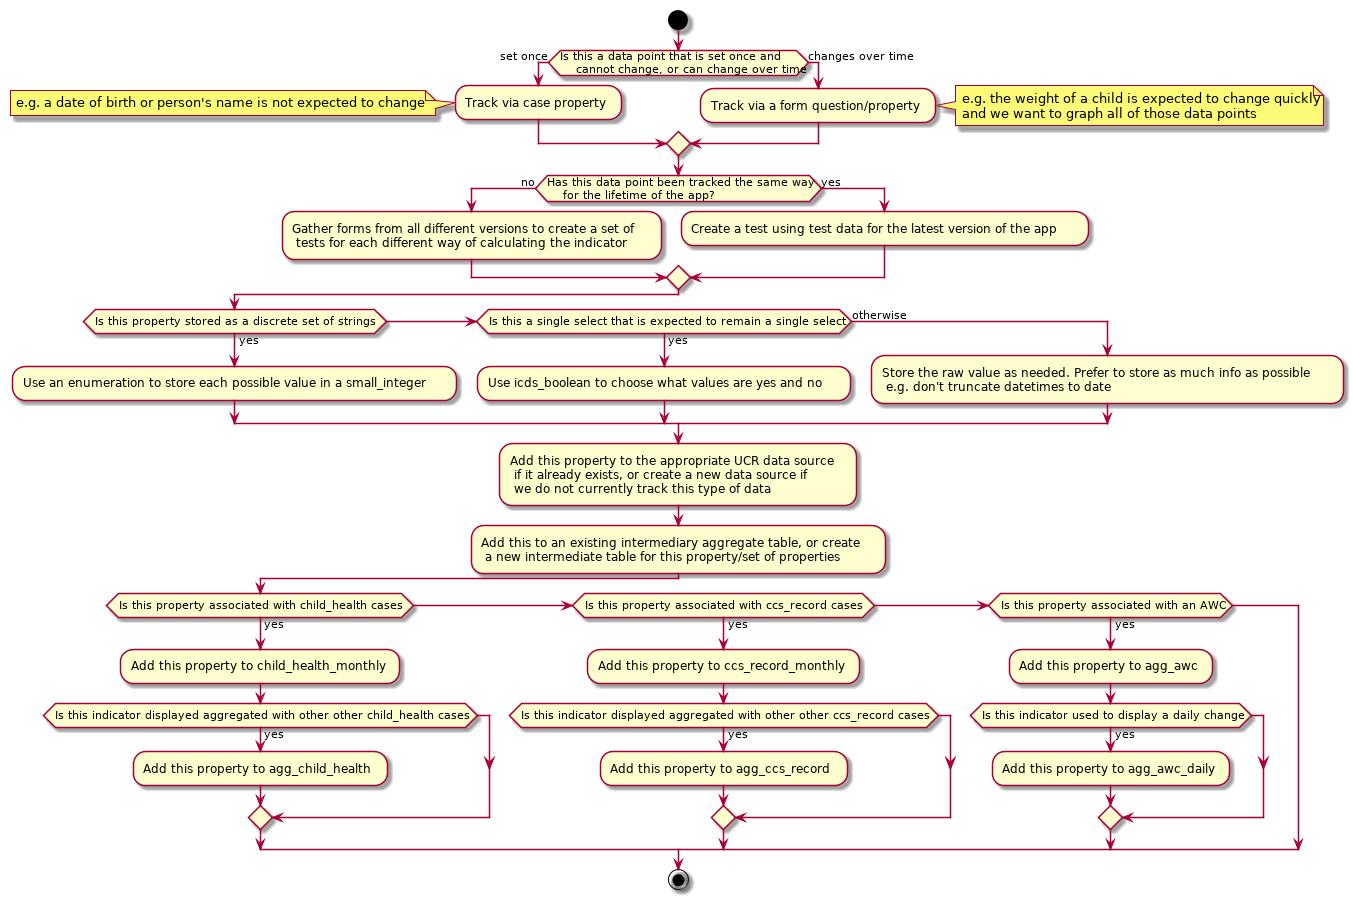 set once
Is this a data point that is set once and
cannot change, or can change over time
changes over time
e.g. a date of birth or person's name is not expected to change
Track via case property
Track via a form question/property
e.g. the weight of a child is expected to change quickly
and we want to graph all of those data points
no
Has this data point been tracked the same way
for the lifetime of the app?
yes
Gather forms from all different versions to create a set of
tests for each different way of calculating the indicator
Create a test using test data for the latest version of the app
Is this property stored as a discrete set of strings
Is this a single select that is expected to remain a single select
otherwise
yes
yes
Use an enumeration to store each possible value in a small_integer
Use icds_boolean to choose what values are yes and no
Store the raw value as needed. Prefer to store as much info as possible
e.g. don't truncate datetimes to date
Add this property to the appropriate UCR data source
if it already exists, or create a new data source if
we do not currently track this type of data
Add this to an existing intermediary aggregate table, or create
a new intermediate table for this property/set of properties
Is this property associated with child_health cases
Is this property associated with ccs_record cases
Is this property associated with an AWC
yes
yes
yes
Add this property to child_health_monthly
Add this property to ccs_record_monthly
Add this property to agg_awc
Is this indicator displayed aggregated with other other child_health cases
Is this indicator displayed aggregated with other other ccs_record cases
Is this indicator used to display a daily change
yes
yes
yes
Add this property to agg_child_health
Add this property to agg_ccs_record
Add this property to agg_awc_daily